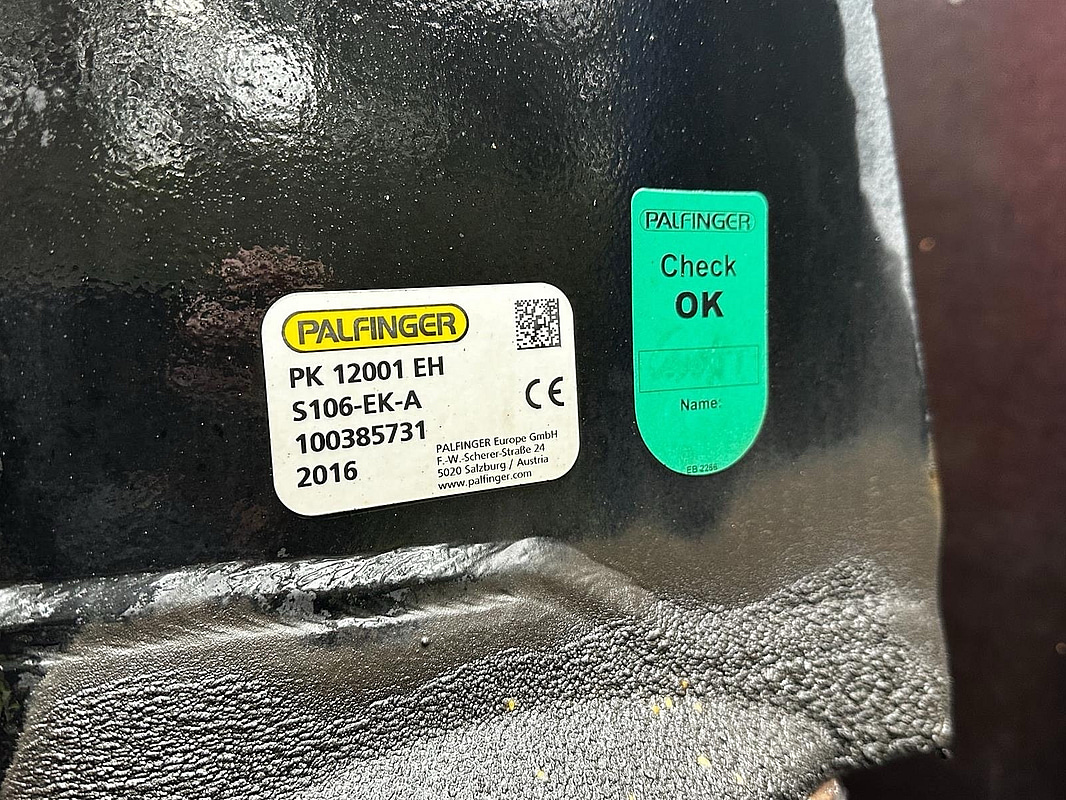 PALFINGER
PK 12001 EH
S106-EK-A
100385731
2016
PALFINGER Europe GmbH
F.-W.-Scherer-Straße 24
5020 Salzburg / Austria
www.palfinger.com
CE
PALFINGER
Check
OK
Name:
EB 2266